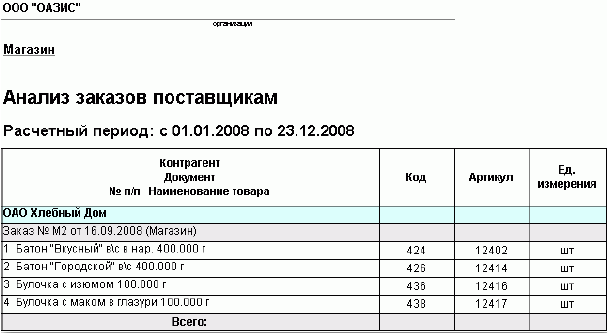 ООО "ОАЗИС"
организация
Магазин
Анализ заказов поставщикам
Расчетный период: с 01.01.2008 по 23.12.2008
Контрагент
Документ
№ п/п Наименование товара
Код
Артикул
Ед. измерения
ОАО Хлебный Дом
Заказ № М2 от 16.09.2008 (Магазин)
1 Батон "Вкусный" в\с в нар. 400.000 г 424 12402 шт
2 Батон "Городской" в\с 400.000 г 426 12414 шт
3 Булочка с изюмом 100.000 г 436 12416 шт
4 Булочка с маком в глазури 100.000 г 438 12417 шт
Всего: